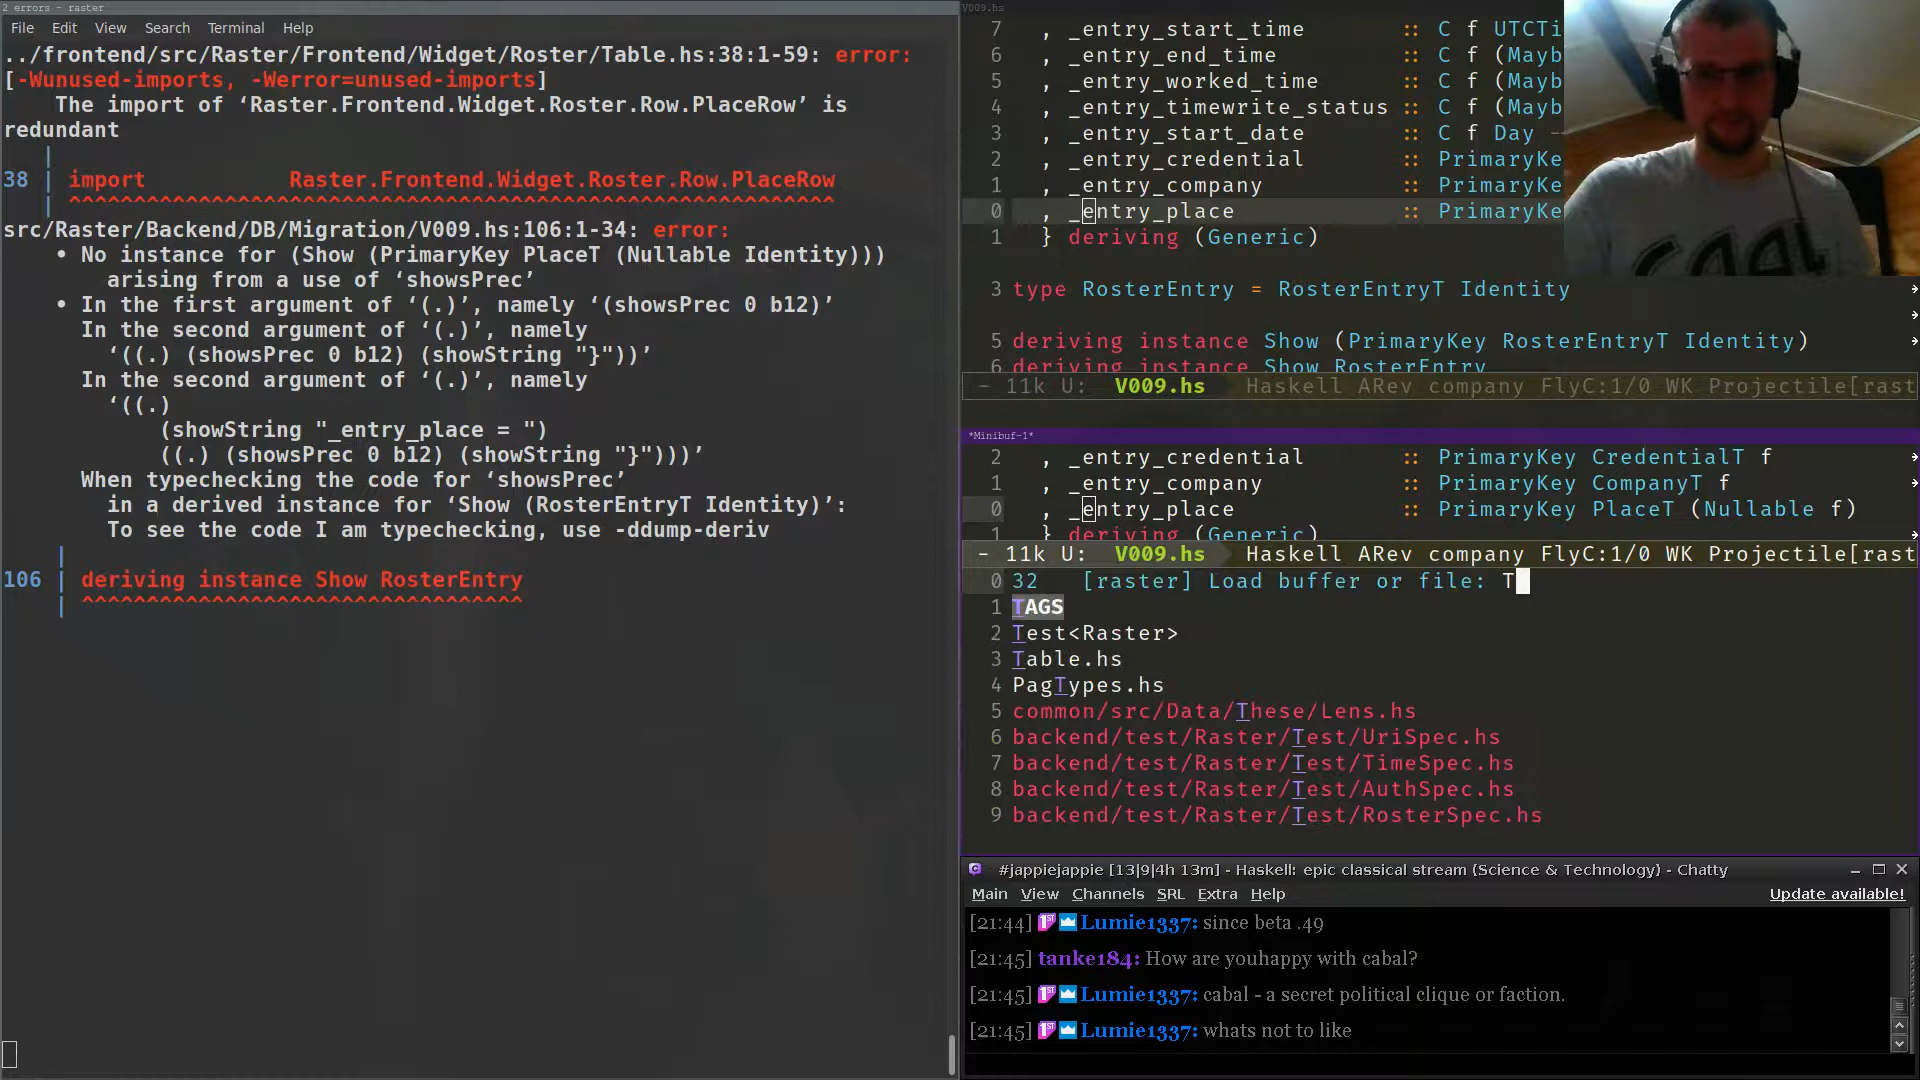 2 errors - raster
File Edit View Search Terminal Help
../frontend/src/Raster/Frontend/Widget/Roster/Table.hs:38:1-59: error:
[-Wunused-imports, -Werror=unused-imports]
The import of ‘Raster.Frontend.Widget.Roster.Row.PlaceRow’ is
redundant
|
38 | import Raster.Frontend.Widget.Roster.Row.PlaceRow
| ^^^^^^^^^^^^^^^^^^^^^^^^^^^^^^^^^^^^^^^^^^^^^^^^^^^^^^^^^^^
src/Raster/Backend/DB/Migration/V009.hs:106:1-34: error:
• No instance for (Show (PrimaryKey PlaceT (Nullable Identity)))
arising from a use of ‘showsPrec’
• In the first argument of ‘(.)’, namely ‘(showsPrec 0 b12)’
In the second argument of ‘(.)’, namely
‘((.) (showsPrec 0 b12) (showString "}"))’
In the second argument of ‘(.)’, namely
‘((.)
(showString "_entry_place = ")
((.) (showsPrec 0 b12) (showString "}")))’
When typechecking the code for ‘showsPrec’
in a derived instance for ‘Show (RosterEntryT Identity)’:
To see the code I am typechecking, use -ddump-deriv
|
106 | deriving instance Show RosterEntry
| ^^^^^^^^^^^^^^^^^^^^^^^^^^^^^^^^^^
V009.hs
7 , _entry_start_time :: C f UTCTi
6 , _entry_end_time :: C f (Mayb
5 , _entry_worked_time :: C f (Mayb
4 , _entry_timewrite_status :: C f (Mayb
3 , _entry_start_date :: C f Day -
2 , _entry_credential :: PrimaryKe
1 , _entry_company :: PrimaryKe
0 , _entry_place :: PrimaryKe
1 } deriving (Generic)
3 type RosterEntry = RosterEntryT Identity
5 deriving instance Show (PrimaryKey RosterEntryT Identity)
6 deriving instance Show RosterEntry
- 11k U: V009.hs Haskell ARev company FlyC:1/0 WK Projectile[rast
*Minibuf-1*
2 , _entry_credential :: PrimaryKey CredentialT f
1 , _entry_company :: PrimaryKey CompanyT f
0 , _entry_place :: PrimaryKey PlaceT (Nullable f)
1 } deriving (Generic)
- 11k U: V009.hs Haskell ARev company FlyC:1/0 WK Projectile[rast
0 32 [raster] Load buffer or file: T
1 TAGS
2 Test<Raster>
3 Table.hs
4 PagTypes.hs
5 common/src/Data/These/Lens.hs
6 backend/test/Raster/Test/UriSpec.hs
7 backend/test/Raster/Test/TimeSpec.hs
8 backend/test/Raster/Test/AuthSpec.hs
9 backend/test/Raster/Test/RosterSpec.hs
#jappiejappie [13|9|4h 13m] - Haskell: epic classical stream (Science & Technology) - Chatty
Main View Channels SRL Extra Help Update available!
[21:44] Lumie1337: since beta .49
[21:45] tanke184: How are youhappy with cabal?
[21:45] Lumie1337: cabal - a secret political clique or faction.
[21:45] Lumie1337: whats not to like